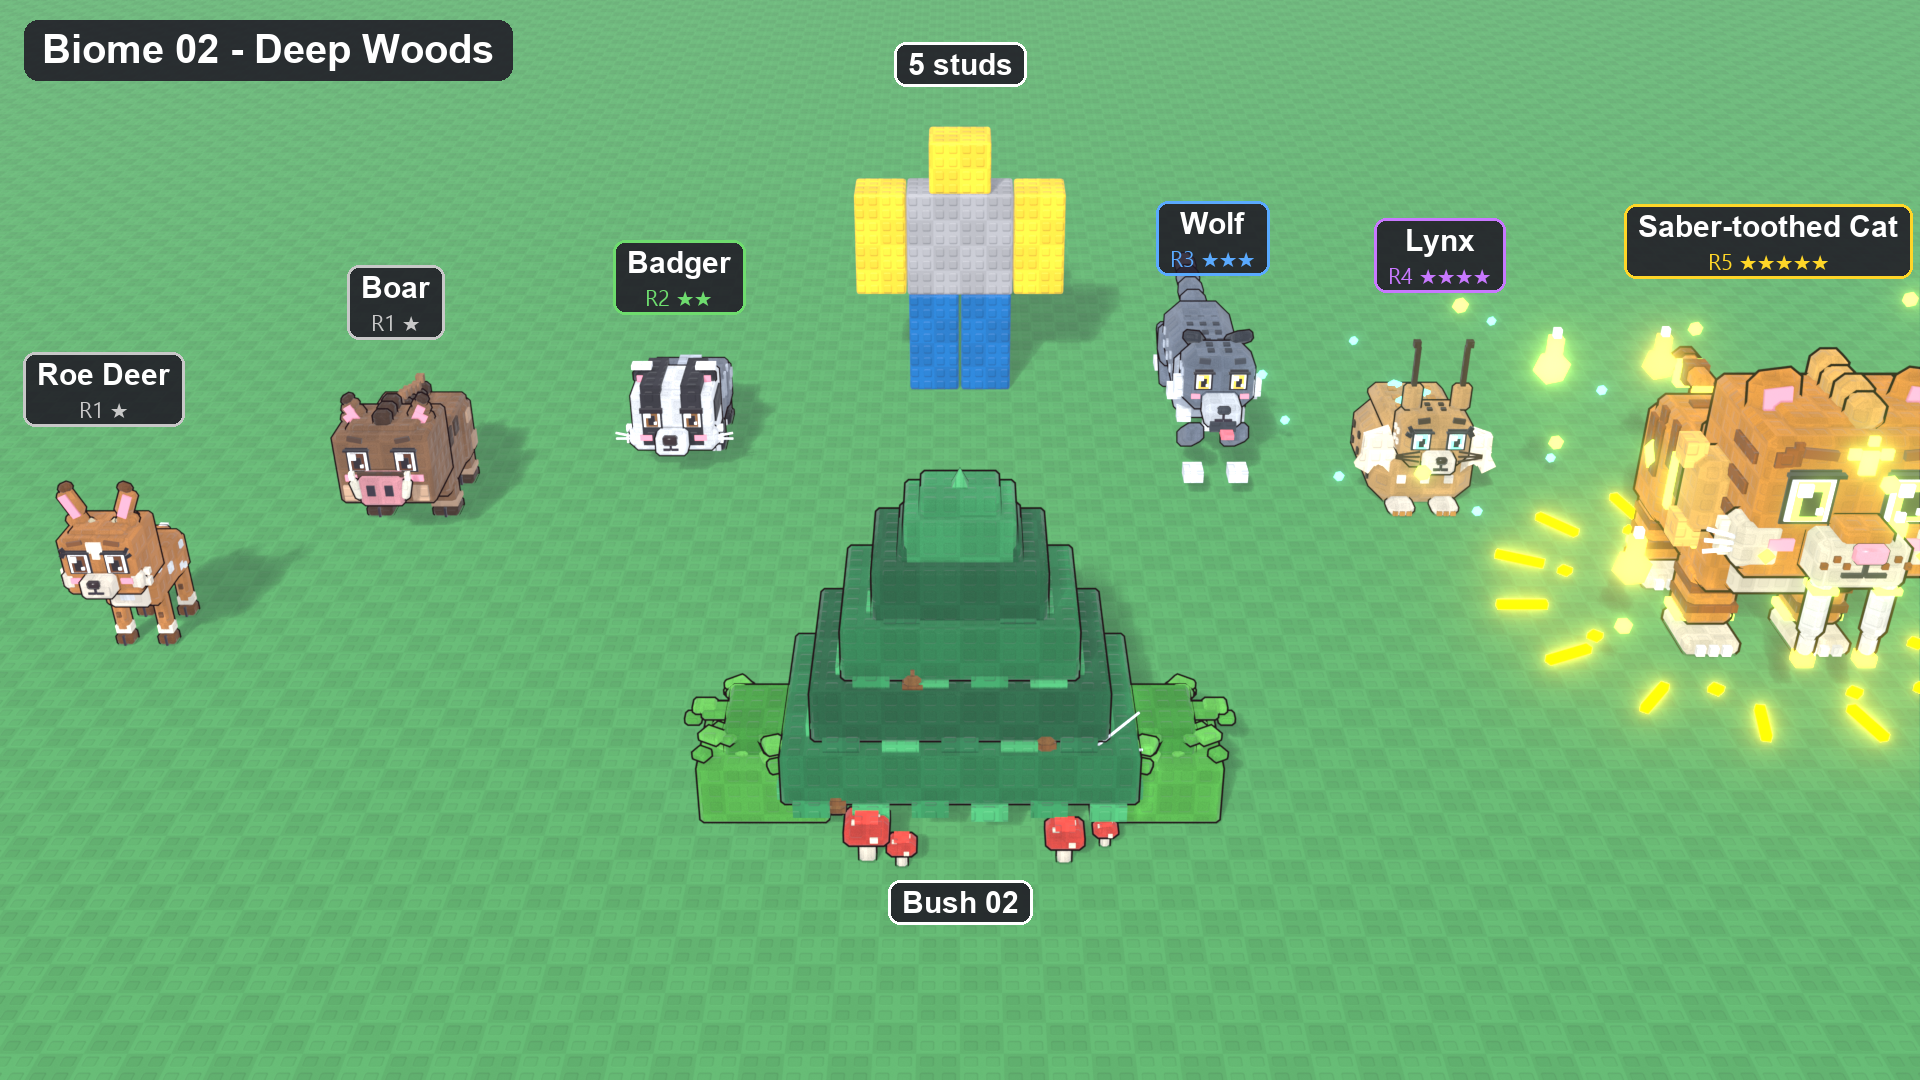 Biome 02 - Deep Woods
5 studs
Roe Deer
R1 ★
Boar
R1 ★
Badger
R2 ★★
Wolf
R3 ★★★
Lynx
R4 ★★★★
Saber-toothed Cat
R5 ★★★★★
Bush 02